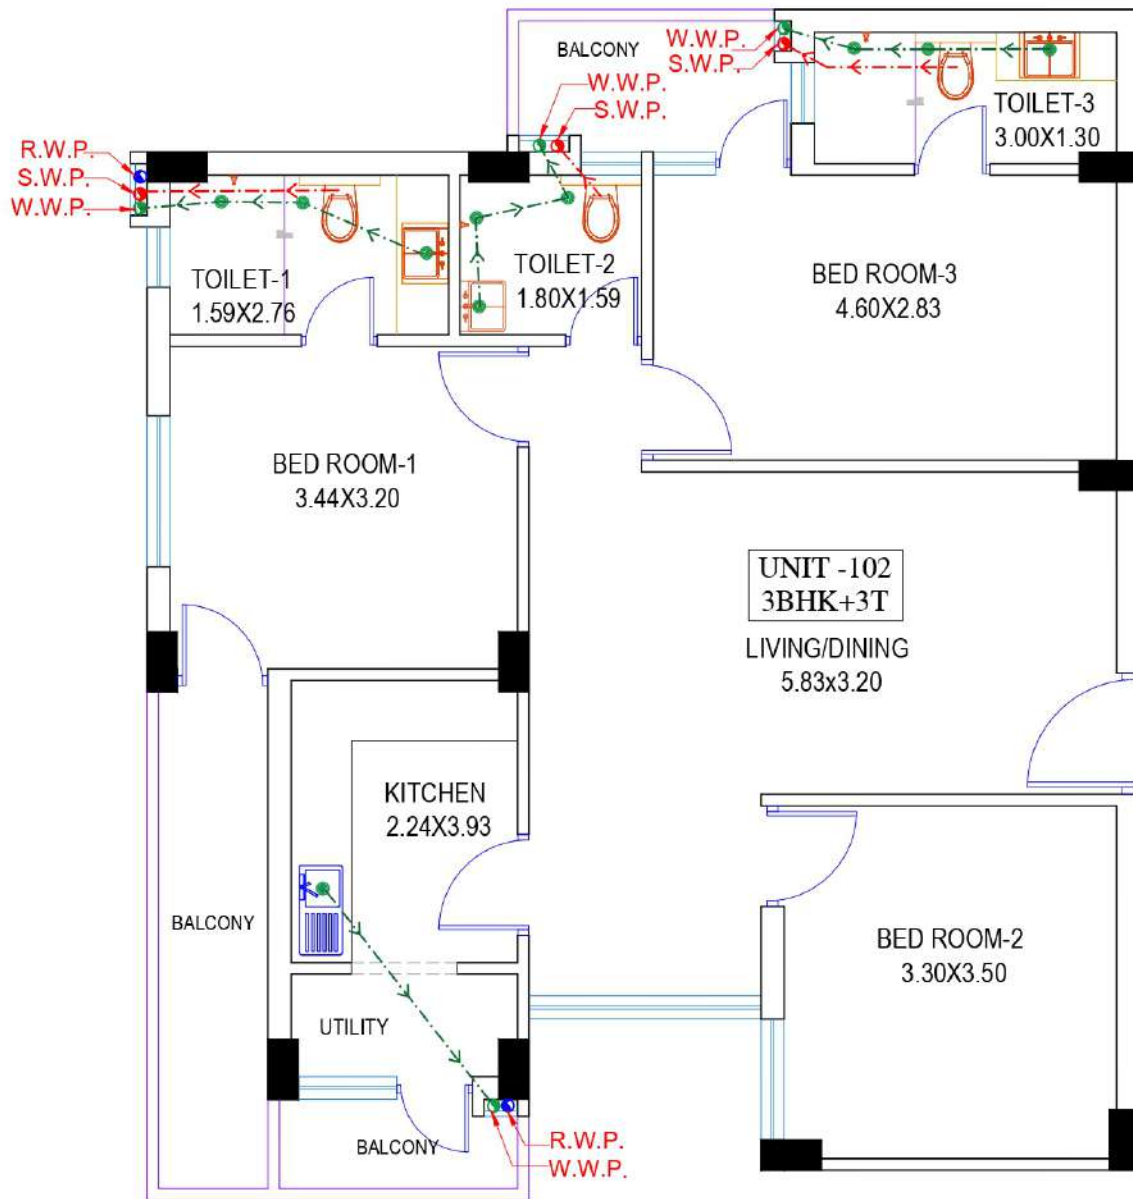 W.W.P.
S.W.P.
BALCONY
W.W.P.
S.W.P.
TOILET-3
3.00X1.30
R.W.P.
S.W.P.
W.W.P.
TOILET-1
1.59X2.76
TOILET-2
1.80X1.59
BED ROOM-3
4.60X2.83
BED ROOM-1
3.44X3.20
UNIT -102
3BHK+3T
LIVING/DINING
5.83x3.20
KITCHEN
2.24X3.93
BALCONY
BED ROOM-2
3.30X3.50
UTILITY
BALCONY
R.W.P.
W.W.P.